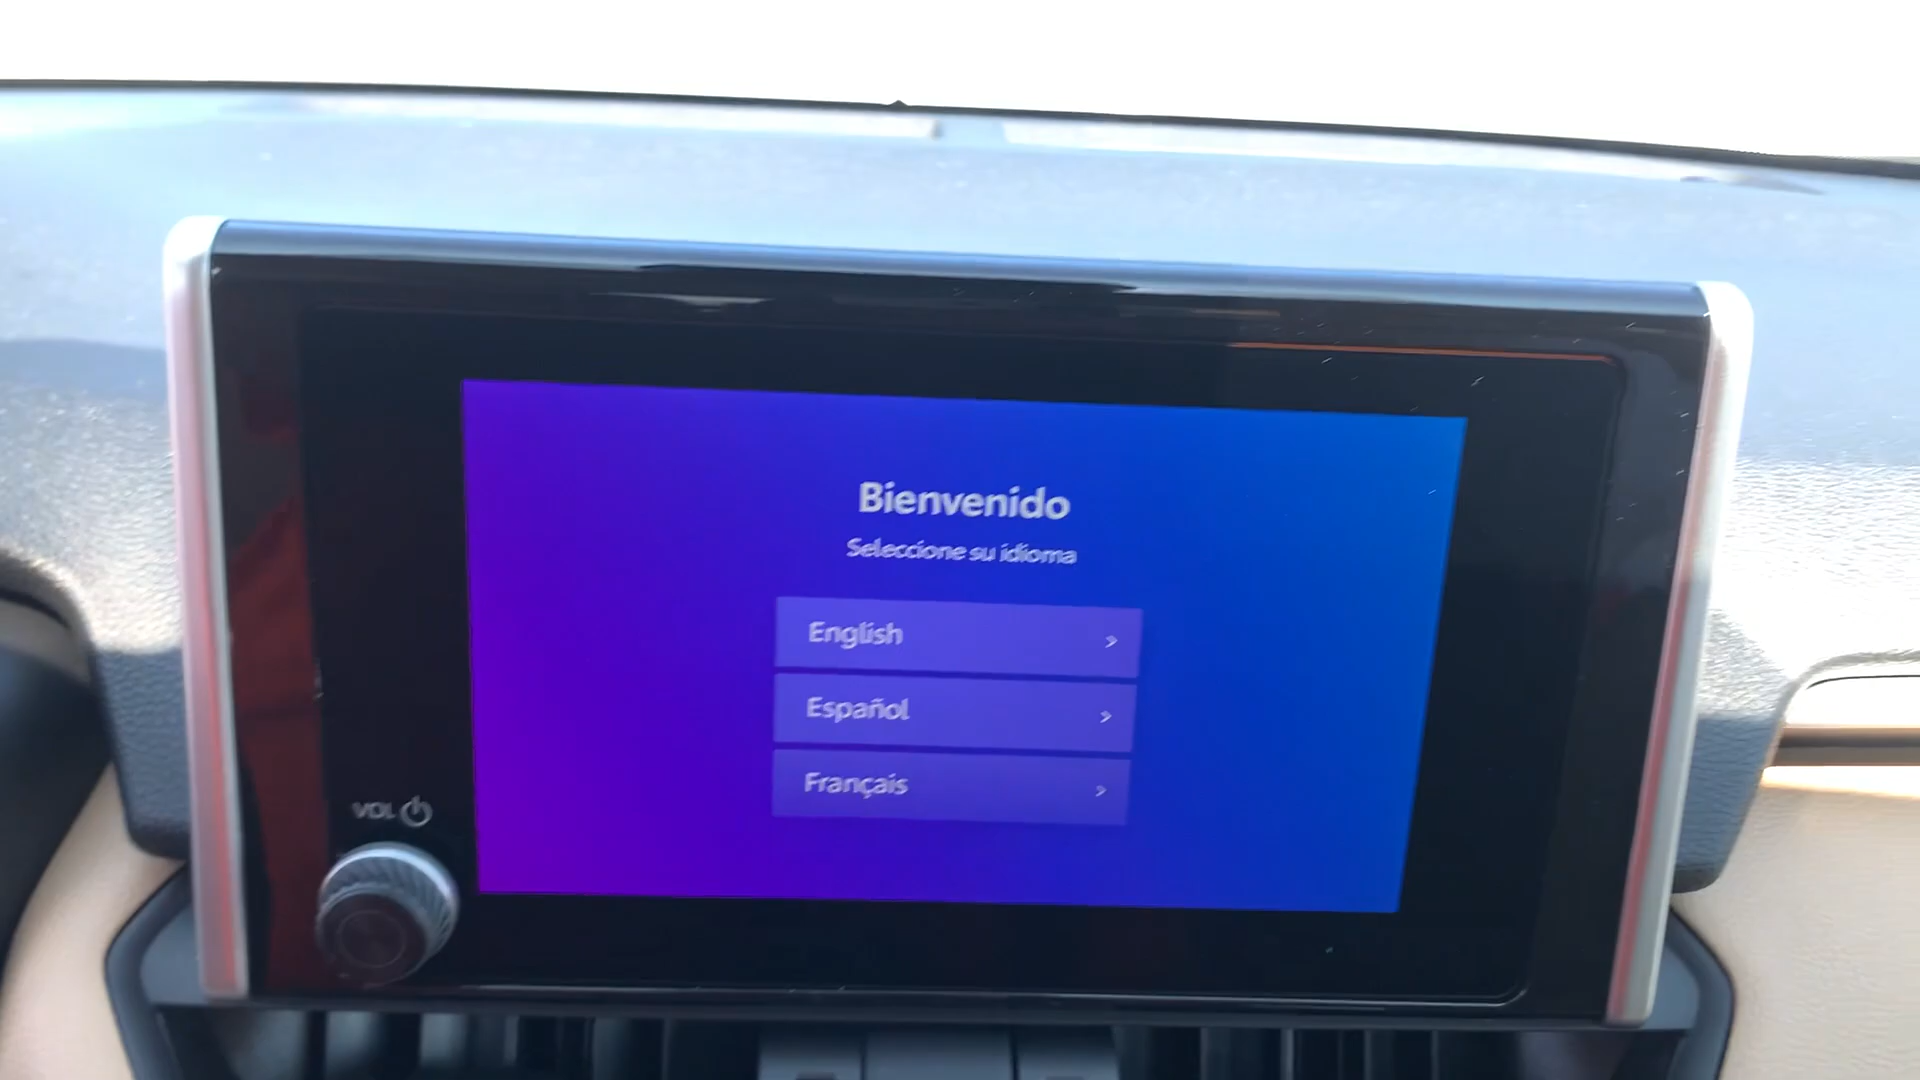 Bienvenido
Seleccione su idioma
English
Español
Français
VOL